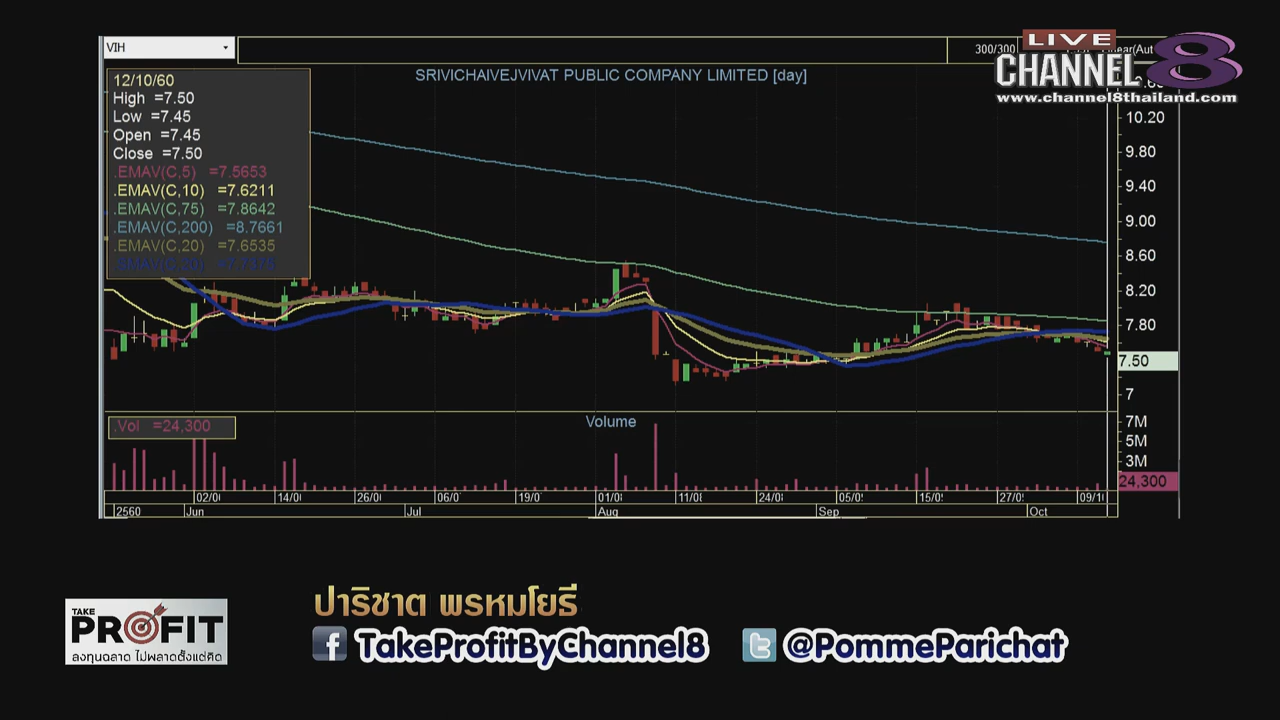 VIH
300/300
LIVE
CHANNEL 8
www.channel8thailand.com
SRIVICHAIVEJVIVAT PUBLIC COMPANY LIMITED [day]
12/10/60
High =7.50
Low =7.45
Open =7.45
Close =7.50
.EMAV(C,5) =7.5653
.EMAV(C,10) =7.6211
.EMAV(C,75) =7.8642
.EMAV(C,200) =8.7661
.EMAV(C,20) =7.6535
10.20
9.80
9.40
9.00
8.60
8.20
7.80
7.50
7
.Vol =24,300
Volume
7M
5M
3M
24,300
02/0 14/0 26/0 06/0 19/0 01/0 11/0 24/0 05/0 15/0 27/0 09/1
2560 Jun Jul Aug Sep Oct
TAKE
PROFIT
ลงทุนฉลาด ไม่พลาดตั้งแต่คิด
ปาริชาต พรหมโยธี
TakeProfitByChannel8 @PommeParichat